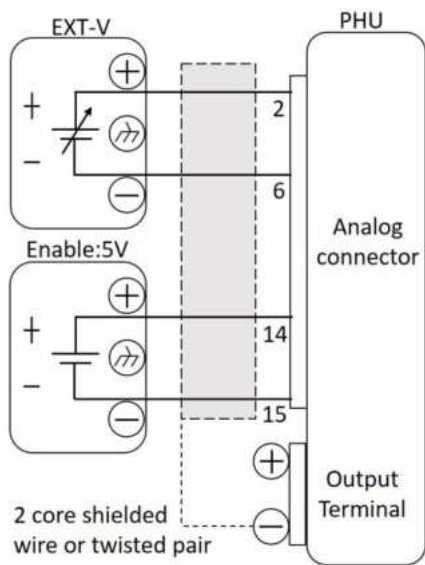 EXT-V
PHU
+
+
2
−
−
6
Analog
connector
Enable:5V
+
+
14
−
−
15
+
Output
Terminal
−
2 core shielded
wire or twisted pair